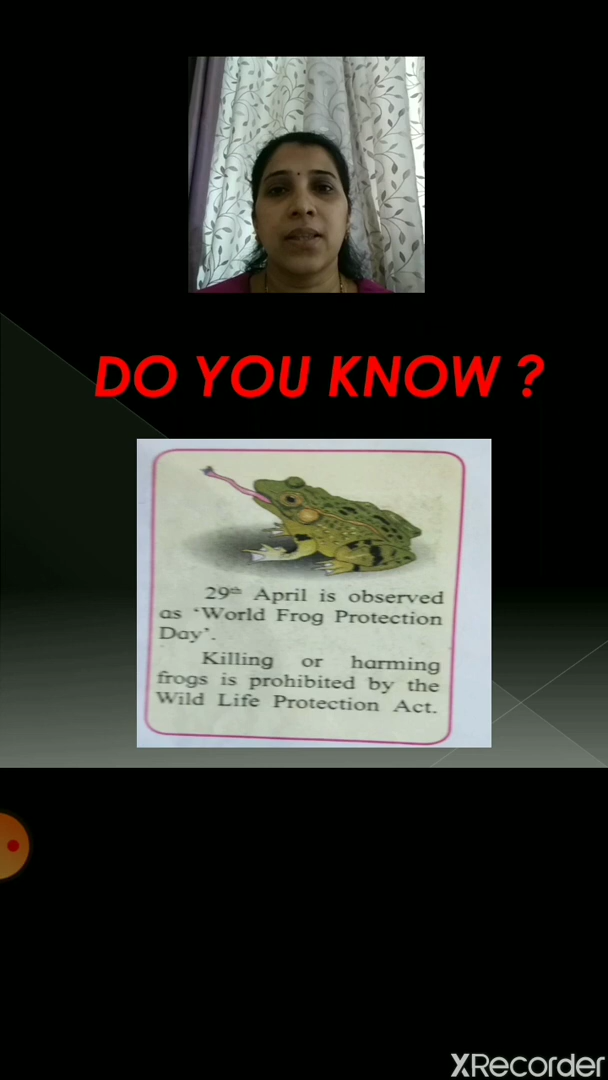 DO YOU KNOW ?
29th April is observed
as 'World Frog Protection
Day'.
Killing or harming
frogs is prohibited by the
Wild Life Protection Act.
XRecorder